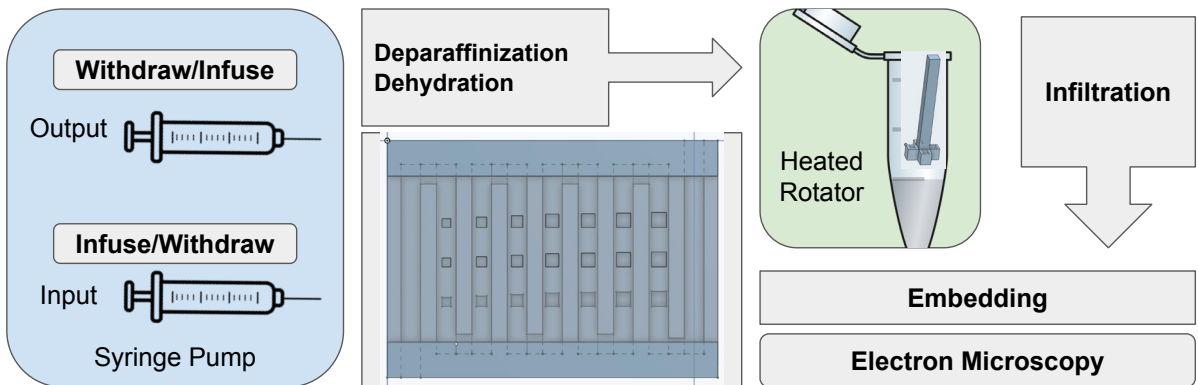 Withdraw/Infuse
Output
Infuse/Withdraw
Input
Syringe Pump
Deparaffinization
Dehydration
Heated
Rotator
Infiltration
Embedding
Electron Microscopy